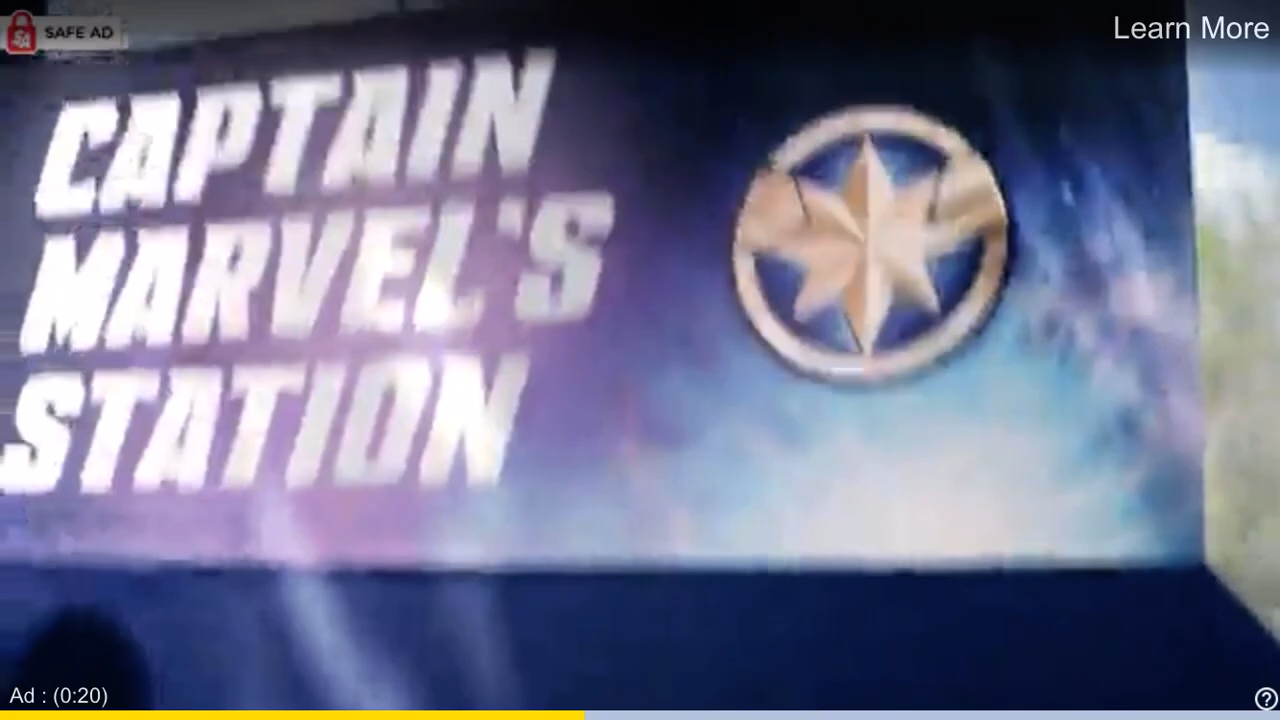 SAFE AD
Learn More
CAPTAIN
MARVEL'S
STATION
Ad : (0:20)